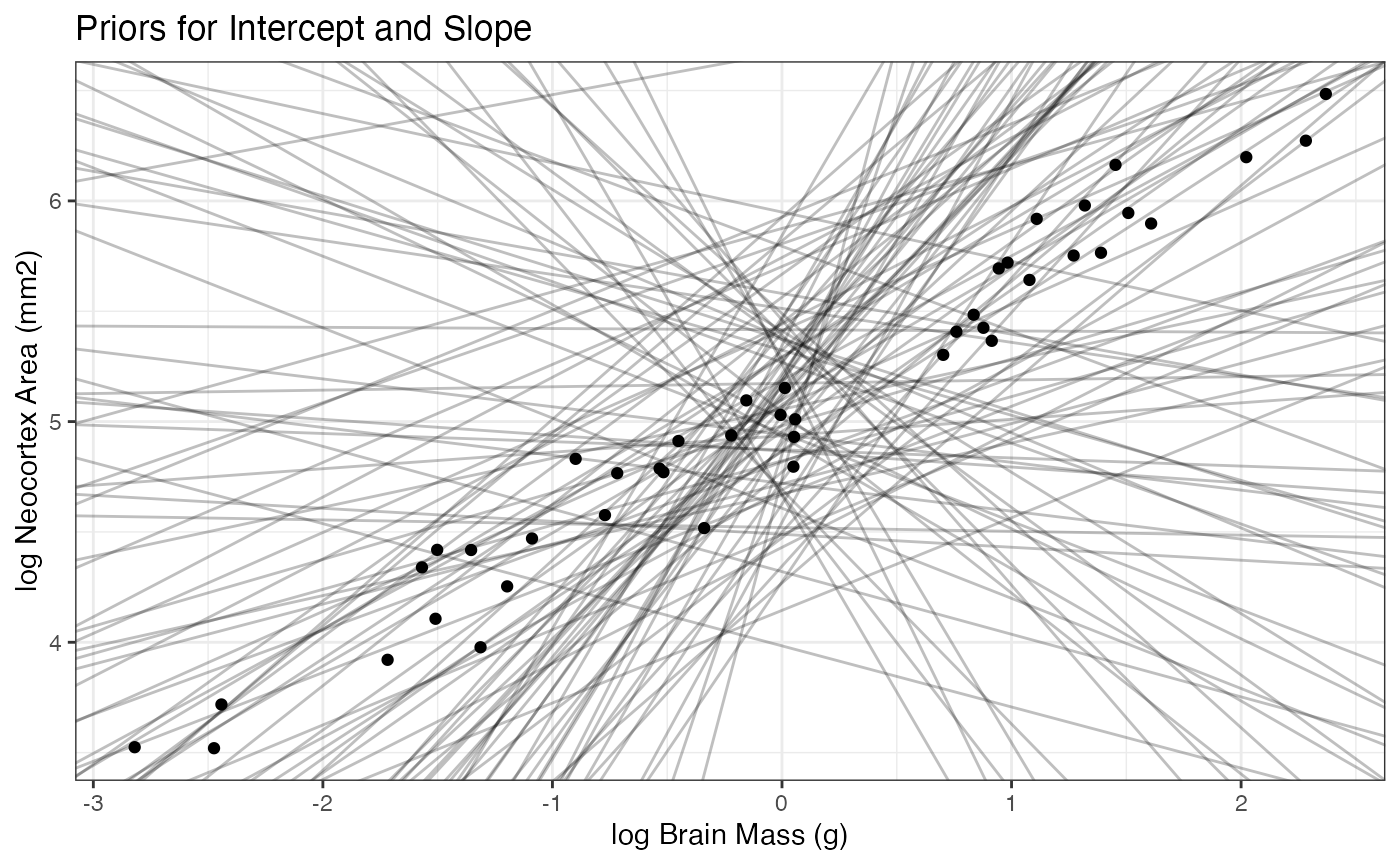 Priors for Intercept and Slope
log Neocortex Area (mm2)
6
5
4
-3 -2 -1 0 1 2
log Brain Mass (g)